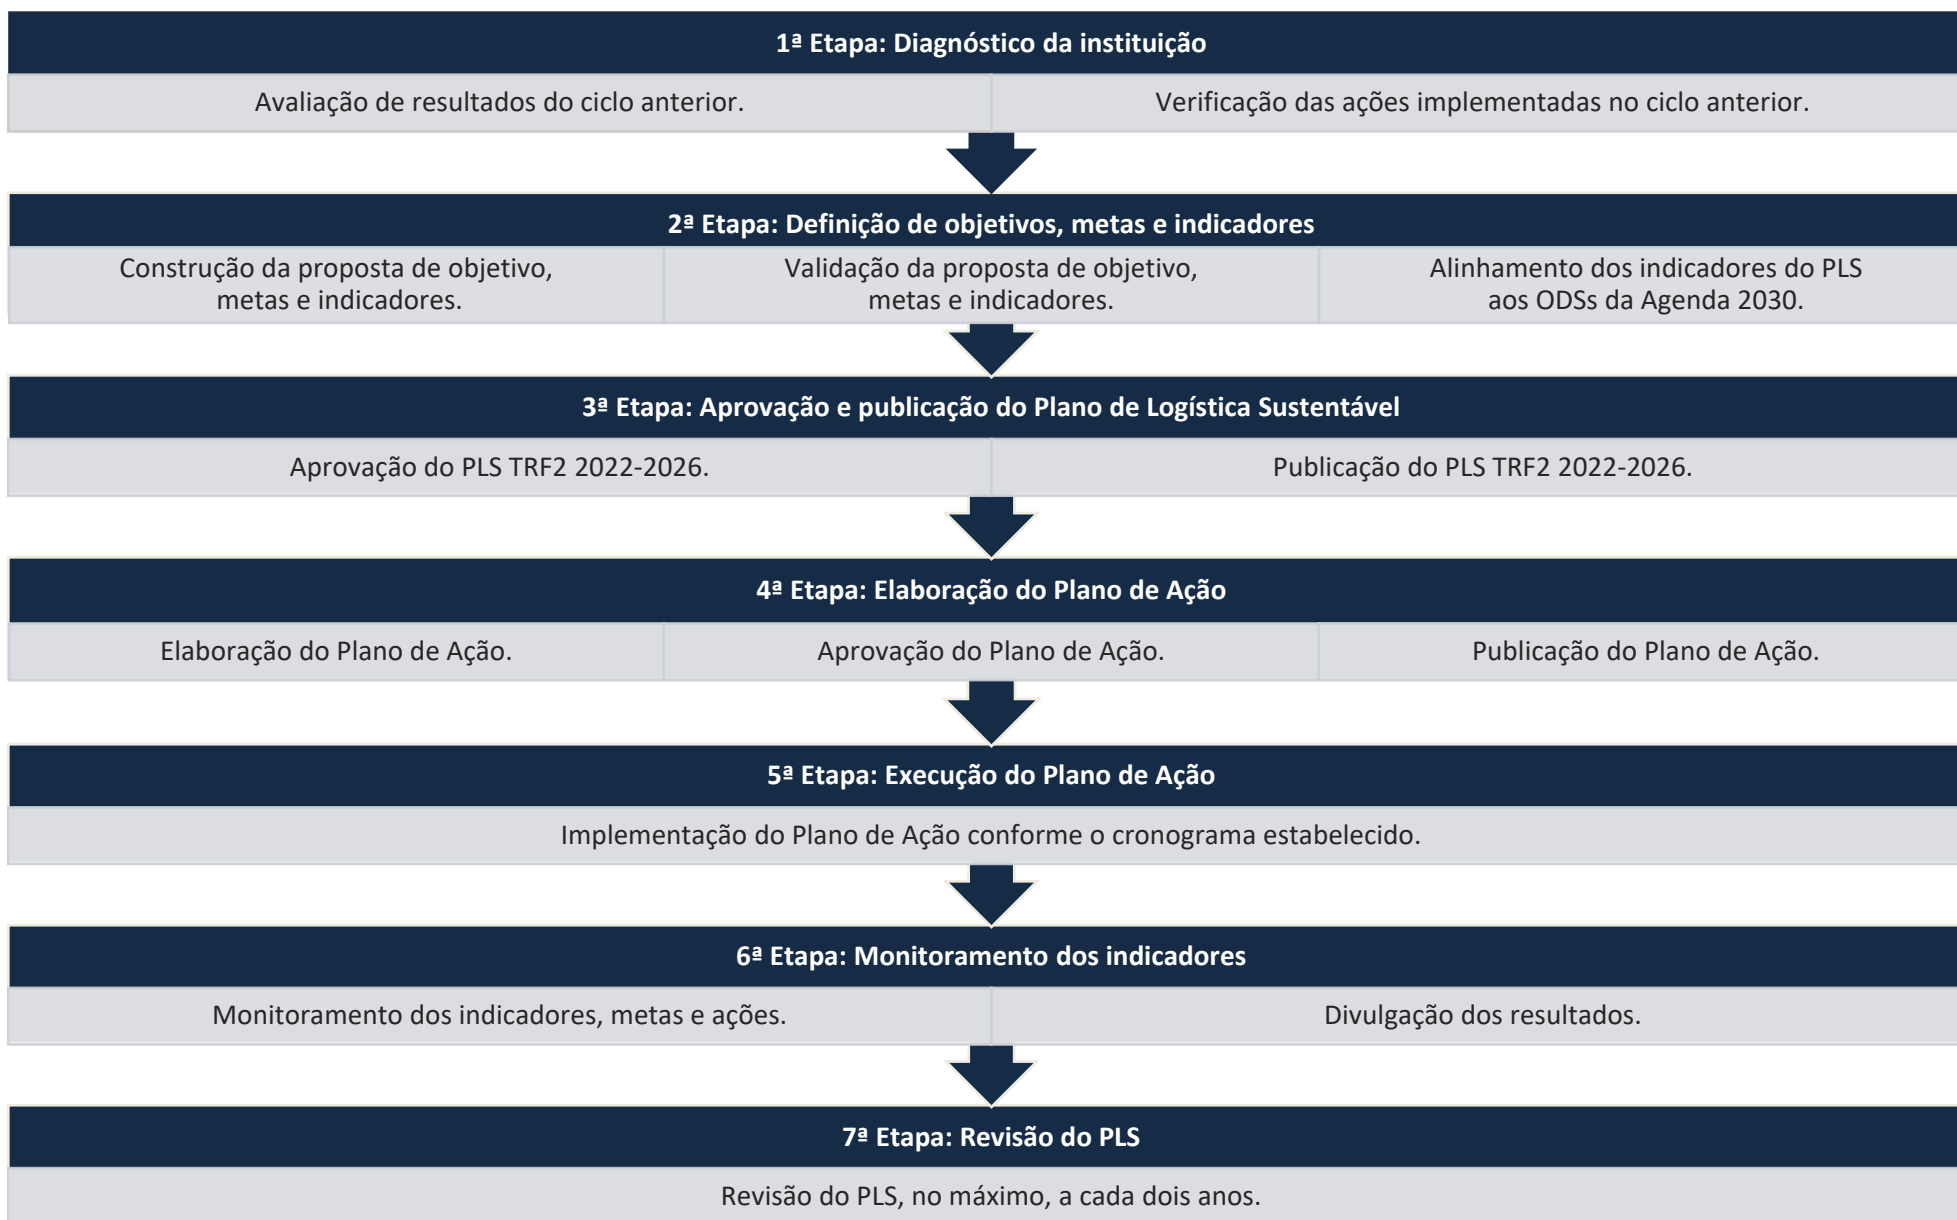 1ª Etapa: Diagnóstico da instituição
Avaliação de resultados do ciclo anterior.
Verificação das ações implementadas no ciclo anterior.
2ª Etapa: Definição de objetivos, metas e indicadores
Construção da proposta de objetivo,
metas e indicadores.
Validação da proposta de objetivo,
metas e indicadores.
Alinhamento dos indicadores do PLS
aos ODSs da Agenda 2030.
3ª Etapa: Aprovação e publicação do Plano de Logística Sustentável
Aprovação do PLS TRF2 2022-2026.
Publicação do PLS TRF2 2022-2026.
4ª Etapa: Elaboração do Plano de Ação
Elaboração do Plano de Ação.
Aprovação do Plano de Ação.
Publicação do Plano de Ação.
5ª Etapa: Execução do Plano de Ação
Implementação do Plano de Ação conforme o cronograma estabelecido.
6ª Etapa: Monitoramento dos indicadores
Monitoramento dos indicadores, metas e ações.
Divulgação dos resultados.
7ª Etapa: Revisão do PLS
Revisão do PLS, no máximo, a cada dois anos.